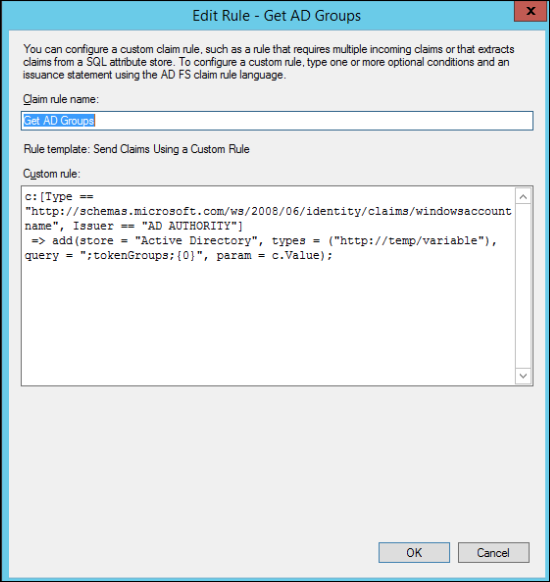 Edit Rule - Get AD Groups
x
You can configure a custom claim rule, such as a rule that requires multiple incoming claims or that extracts
claims from a SQL attribute store. To configure a custom rule, type one or more optional conditions and an
issuance statement using the AD FS claim rule language.
Claim rule name:
Get AD Groups
Rule template: Send Claims Using a Custom Rule
Custom rule:
c:[Type ==
"http://schemas.microsoft.com/ws/2008/06/identity/claims/windowsaccount
name", Issuer == "AD AUTHORITY"]
=> add(store = "Active Directory", types = ("http://temp/variable"),
query = ";tokenGroups;{0}", param = c.Value);
OK
Cancel